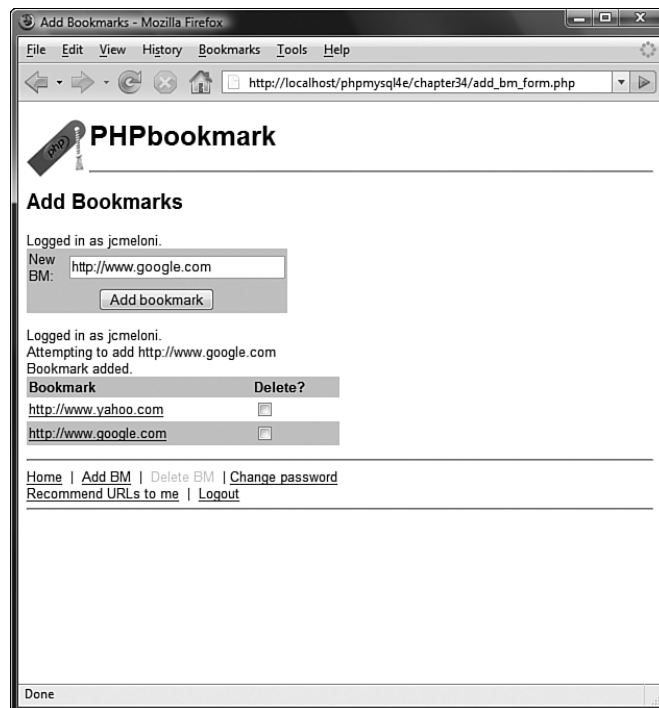 Add Bookmarks - Mozilla Firefox
File Edit View History Bookmarks Tools Help
http://localhost/phpmysql4e/chapter34/add_bm_form.php
php
PHPbookmark
Add Bookmarks
Logged in as jcmeloni.
New BM:
http://www.google.com
Add bookmark
Logged in as jcmeloni.
Attempting to add http://www.google.com
Bookmark added.
Bookmark Delete?
http://www.yahoo.com
http://www.google.com
Home | Add BM | Delete BM | Change password
Recommend URLs to me | Logout
Done